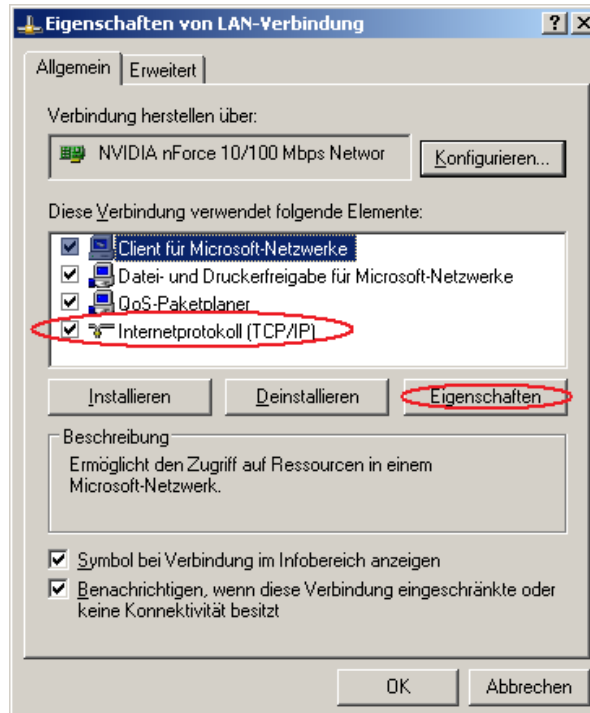 Eigenschaften von LAN-Verbindung
Allgemein
Erweitert
Verbindung herstellen über:
NVIDIA nForce 10/100 Mbps Networ
Konfigurieren...
Diese Verbindung verwendet folgende Elemente:
Client für Microsoft-Netzwerke
Datei- und Druckerfreigabe für Microsoft-Netzwerke
QoS-Paketplaner
Internetprotokoll (TCP/IP)
Installieren
Deinstallieren
Eigenschaften
Beschreibung
Ermöglicht den Zugriff auf Ressourcen in einem
Microsoft-Netzwerk.
Symbol bei Verbindung im Infobereich anzeigen
Benachrichtigen, wenn diese Verbindung eingeschränkte oder
keine Konnektivität besitzt
OK
Abbrechen